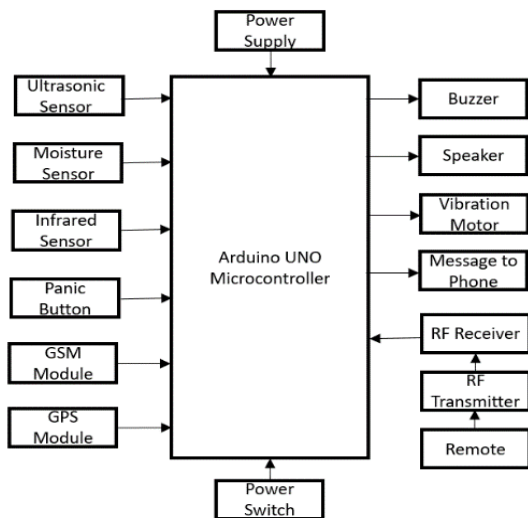 Power
Supply
Ultrasonic
Sensor
Moisture
Sensor
Infrared
Sensor
Panic
Button
GSM
Module
GPS
Module
Arduino UNO
Microcontroller
Buzzer
Speaker
Vibration
Motor
Message to
Phone
RF Receiver
RF
Transmitter
Remote
Power
Switch